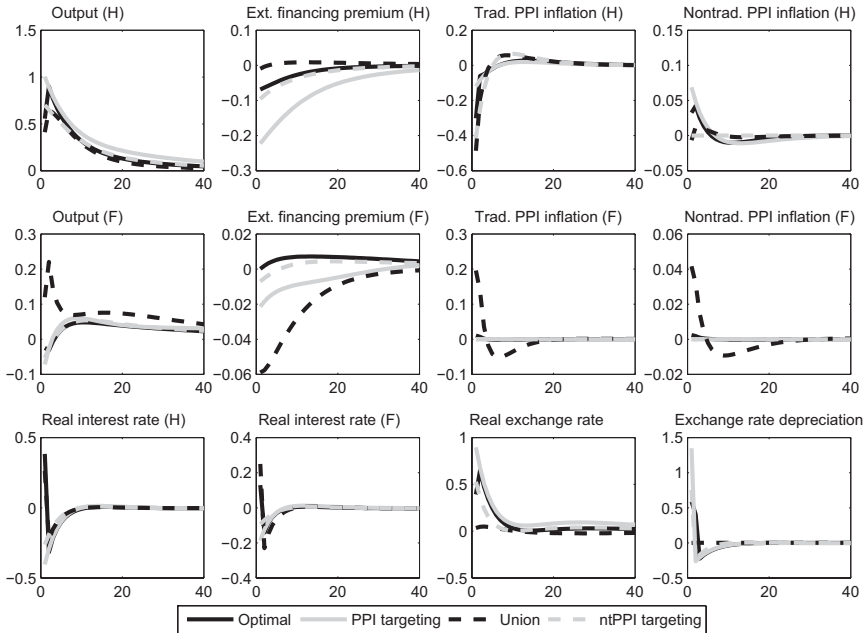 Output (H)
Ext. financing premium (H)
Trad. PPI inflation (H)
Nontrad. PPI inflation (H)
1.5
1
0.5
0
0 20 40
0.1
0
−0.1
−0.2
−0.3
0 20 40
0.4
0.2
0
−0.2
−0.4
−0.6
0 20 40
0.15
0.1
0.05
0
−0.05
0 20 40
Output (F)
Ext. financing premium (F)
Trad. PPI inflation (F)
Nontrad. PPI inflation (F)
0.3
0.2
0.1
0
−0.1
0 20 40
0.02
0
−0.02
−0.04
−0.06
0 20 40
0.3
0.2
0.1
0
−0.1
0 20 40
0.06
0.04
0.02
0
−0.02
0 20 40
Real interest rate (H)
Real interest rate (F)
Real exchange rate
Exchange rate depreciation
0.5
0
−0.5
0 20 40
0.4
0.2
0
−0.2
−0.4
0 20 40
1
0.5
0
−0.5
0 20 40
1.5
1
0.5
0
−0.5
0 20 40
Optimal PPI targeting Union ntPPI targeting